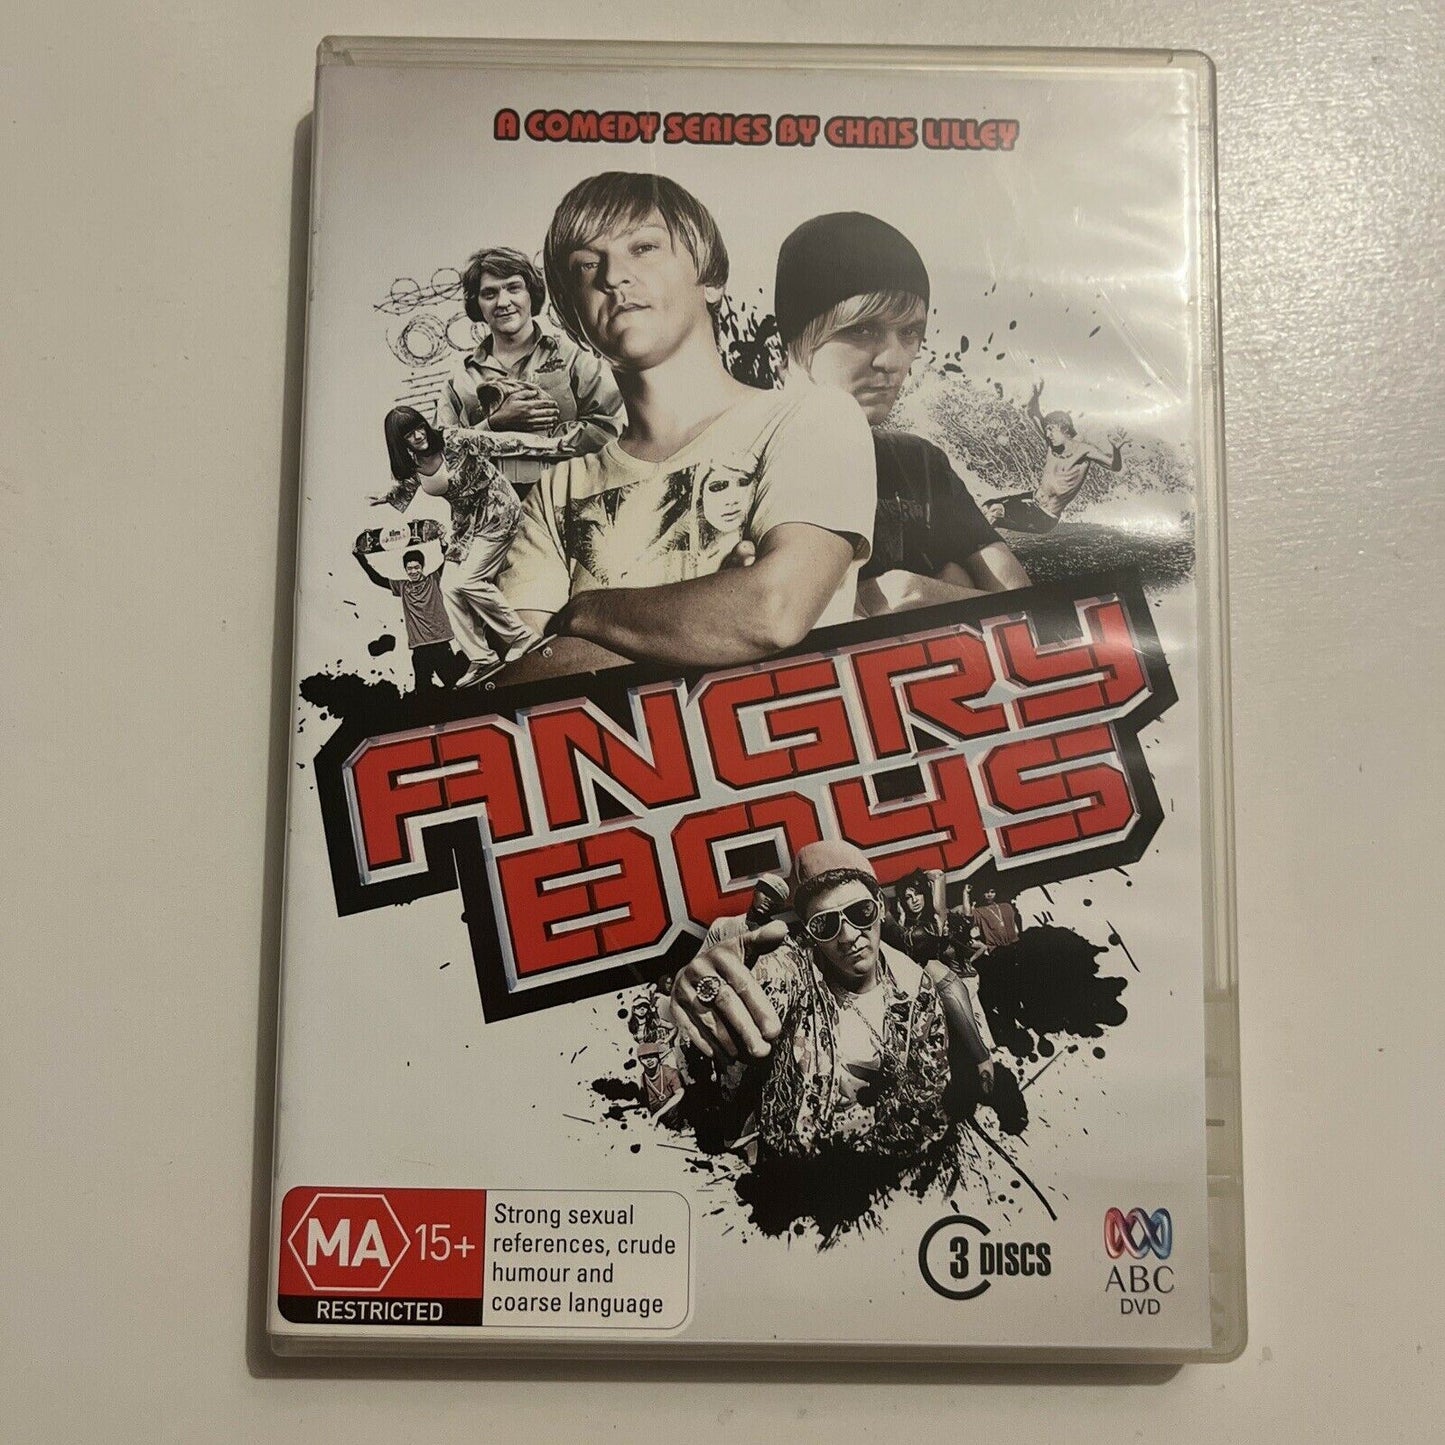 A COMEDY SERIES BY CHRIS LILLEY
ANGRY
BOYS
MA 15+
RESTRICTED
Strong sexual
references, crude
humour and
coarse language
3 DISCS
ABC
DVD